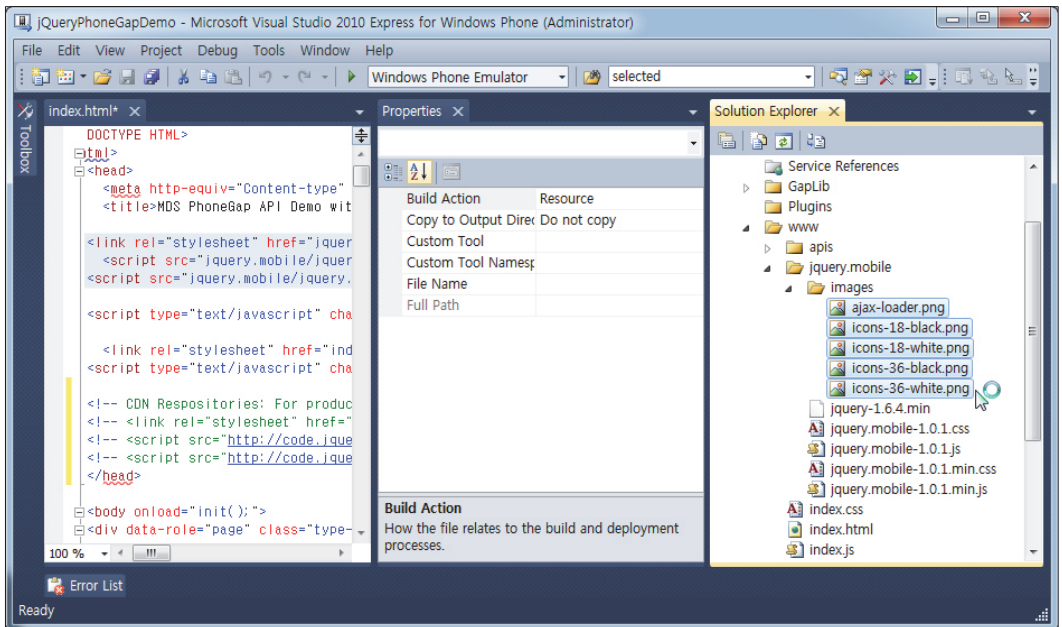 jQueryPhoneGapDemo - Microsoft Visual Studio 2010 Express for Windows Phone (Administrator)
File Edit View Project Debug Tools Window Help
Windows Phone Emulator selected
Toolbox
index.html*
DOCTYPE HTML>
tml>
<head>
<meta http-equiv="Content-type"
<title>MDS PhoneGap API Demo wit
<link rel="stylesheet" href="jquer
<script src="jquery.mobile/jquer
<script src="jquery.mobile/jquery.
<script type="text/javascript" cha
<link rel="stylesheet" href="ind
<script type="text/javascript" cha
<!-- CDN Respositories: For produc
<!-- <link rel="stylesheet" href="
<!-- <script src="http://code.jque
<!-- <script src="http://code.jque
</head>
<body onload="init();">
<div data-role="page" class="type-
100 %
Properties
Build Action Resource
Copy to Output Direc Do not copy
Custom Tool
Custom Tool Namesp
File Name
Full Path
Build Action
How the file relates to the build and deployment
processes.
Solution Explorer
Service References
GapLib
Plugins
www
apis
jquery.mobile
images
ajax-loader.png
icons-18-black.png
icons-18-white.png
icons-36-black.png
icons-36-white.png
jquery-1.6.4.min
jquery.mobile-1.0.1.css
jquery.mobile-1.0.1.js
jquery.mobile-1.0.1.min.css
jquery.mobile-1.0.1.min.js
index.css
index.html
index.js
Error List
Ready